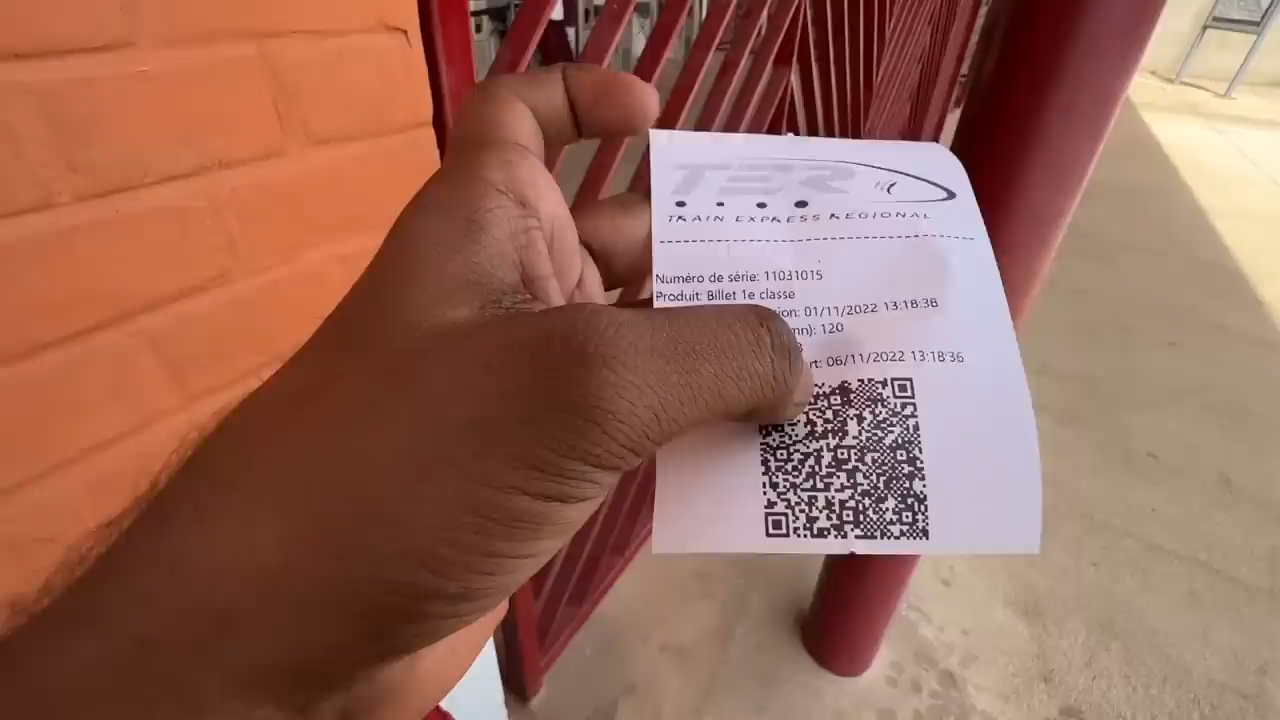 TER
TRAIN EXPRESS REGIONAL
Numéro de série: 11031015
Produit: Billet 1e classe
sion: 01/11/2022 13:18:38
mn): 120
rt: 06/11/2022 13:18:36